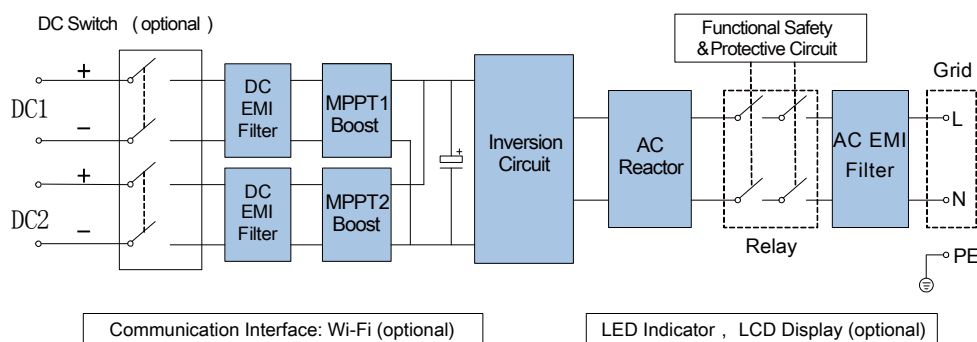 DC Switch (optional)
Functional Safety
& Protective Circuit
Grid
+
DC1
−
DC
EMI
Filter
MPPT1
Boost
+
Inversion
Circuit
AC
Reactor
AC EMI
Filter
L
N
+
DC2
−
DC
EMI
Filter
MPPT2
Boost
Relay
PE
Communication Interface: Wi-Fi (optional)
LED Indicator , LCD Display (optional)